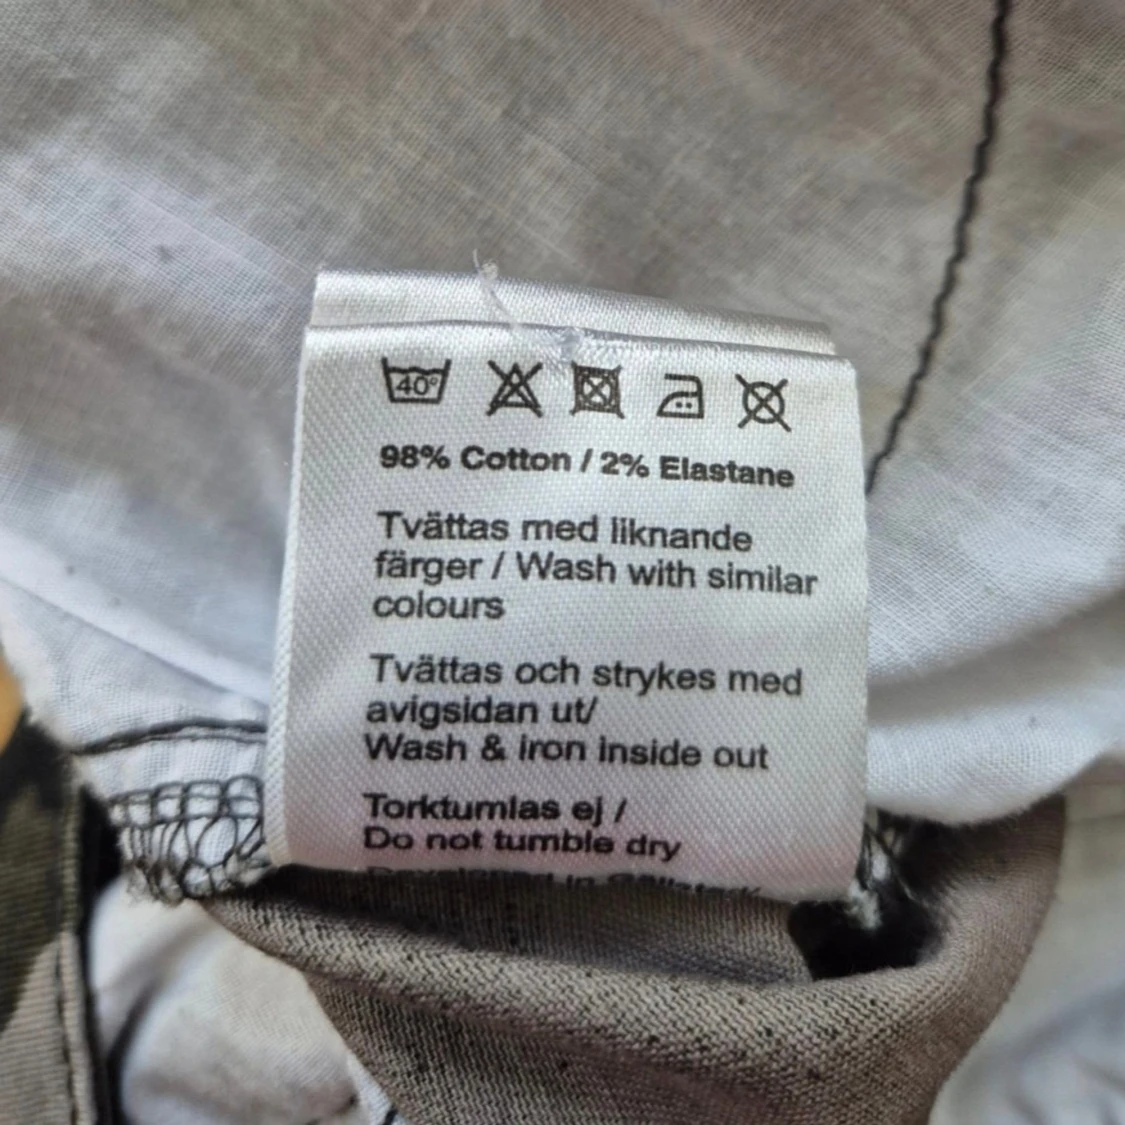 40°
98% Cotton / 2% Elastane
Tvättas med liknande
färger / Wash with similar
colours
Tvättas och strykes med
avigsidan ut/
Wash & iron inside out
Torktumlas ej /
Do not tumble dry